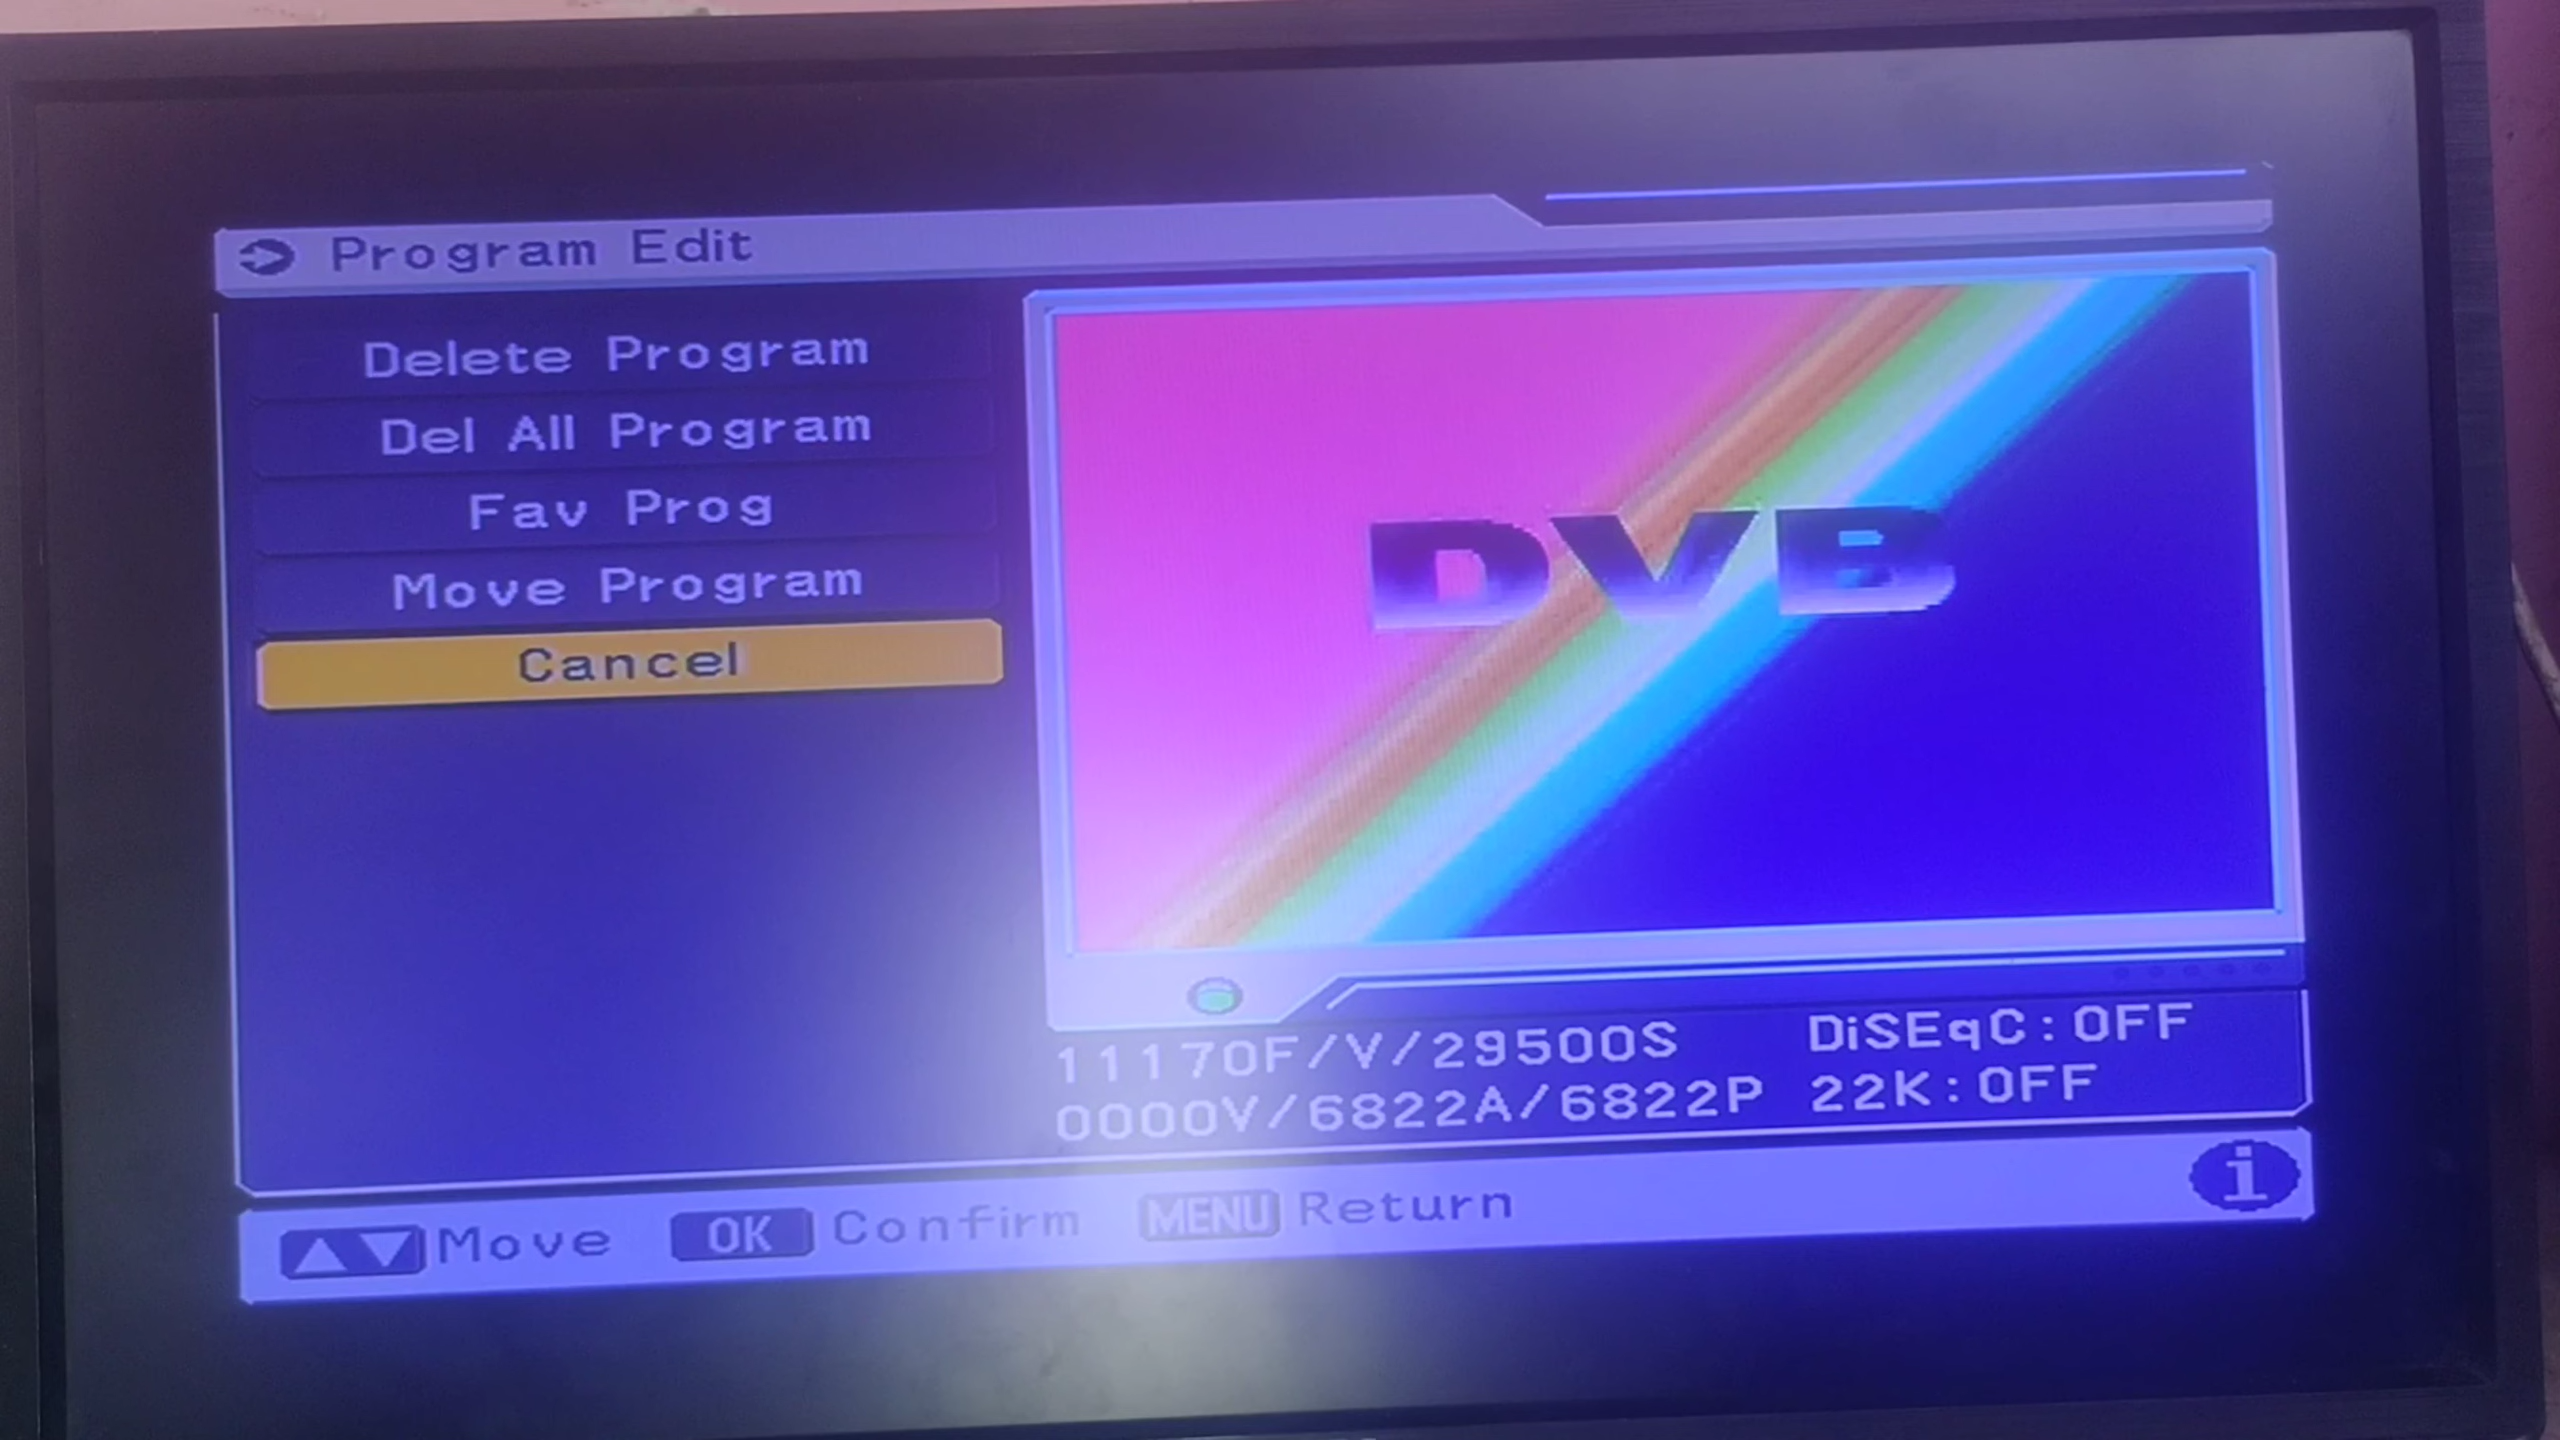 Program Edit
Delete Program
Del All Program
Fav Prog
Move Program
Cancel
DVB
11170F/V/29500S DiSEqC:OFF
0000V/6822A/6822P 22K:OFF
Move OK Confirm MENU Return i